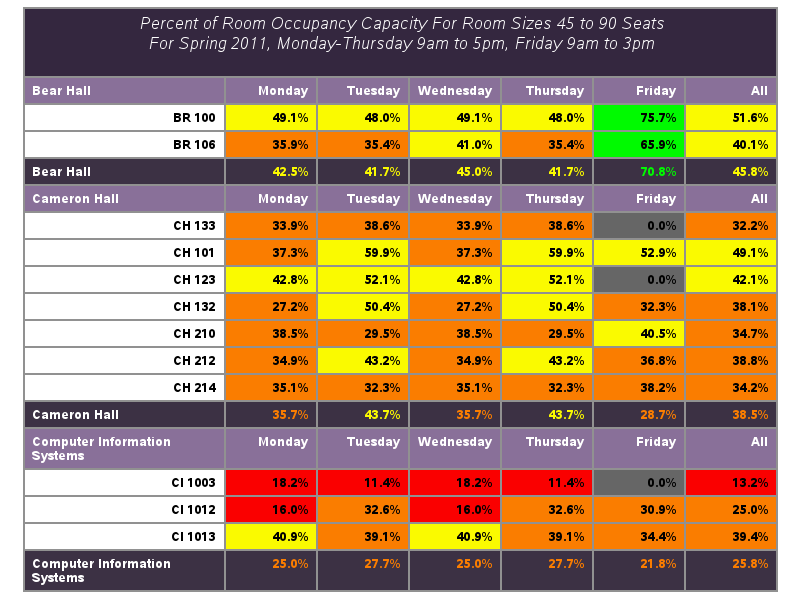 Percent of Room Occupancy Capacity For Room Sizes 45 to 90 Seats
For Spring 2011, Monday-Thursday 9am to 5pm, Friday 9am to 3pm
Bear Hall Monday Tuesday Wednesday Thursday Friday All
BR 100 49.1% 48.0% 49.1% 48.0% 75.7% 51.6%
BR 106 35.9% 35.4% 41.0% 35.4% 65.9% 40.1%
Bear Hall 42.5% 41.7% 45.0% 41.7% 70.8% 45.8%
Cameron Hall Monday Tuesday Wednesday Thursday Friday All
CH 133 33.9% 38.6% 33.9% 38.6% 0.0% 32.2%
CH 101 37.3% 59.9% 37.3% 59.9% 52.9% 49.1%
CH 123 42.8% 52.1% 42.8% 52.1% 0.0% 42.1%
CH 132 27.2% 50.4% 27.2% 50.4% 32.3% 38.1%
CH 210 38.5% 29.5% 38.5% 29.5% 40.5% 34.7%
CH 212 34.9% 43.2% 34.9% 43.2% 36.8% 38.8%
CH 214 35.1% 32.3% 35.1% 32.3% 38.2% 34.2%
Cameron Hall 35.7% 43.7% 35.7% 43.7% 28.7% 38.5%
Computer Information Monday Tuesday Wednesday Thursday Friday All
Systems
CI 1003 18.2% 11.4% 18.2% 11.4% 0.0% 13.2%
CI 1012 16.0% 32.6% 16.0% 32.6% 30.9% 25.0%
CI 1013 40.9% 39.1% 40.9% 39.1% 34.4% 39.4%
Computer Information 25.0% 27.7% 25.0% 27.7% 21.8% 25.8%
Systems